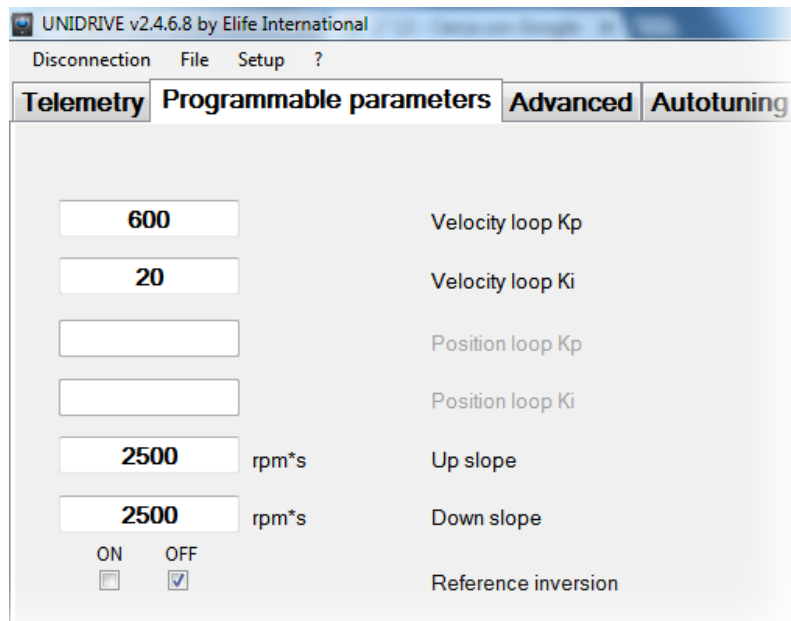 UNIDRIVE v2.4.6.8 by Elife International
Disconnection File Setup ?
Telemetry Programmable parameters Advanced Autotuning
600 Velocity loop Kp
20 Velocity loop Ki
Position loop Kp
Position loop Ki
2500 rpm*s Up slope
2500 rpm*s Down slope
ON OFF
Reference inversion